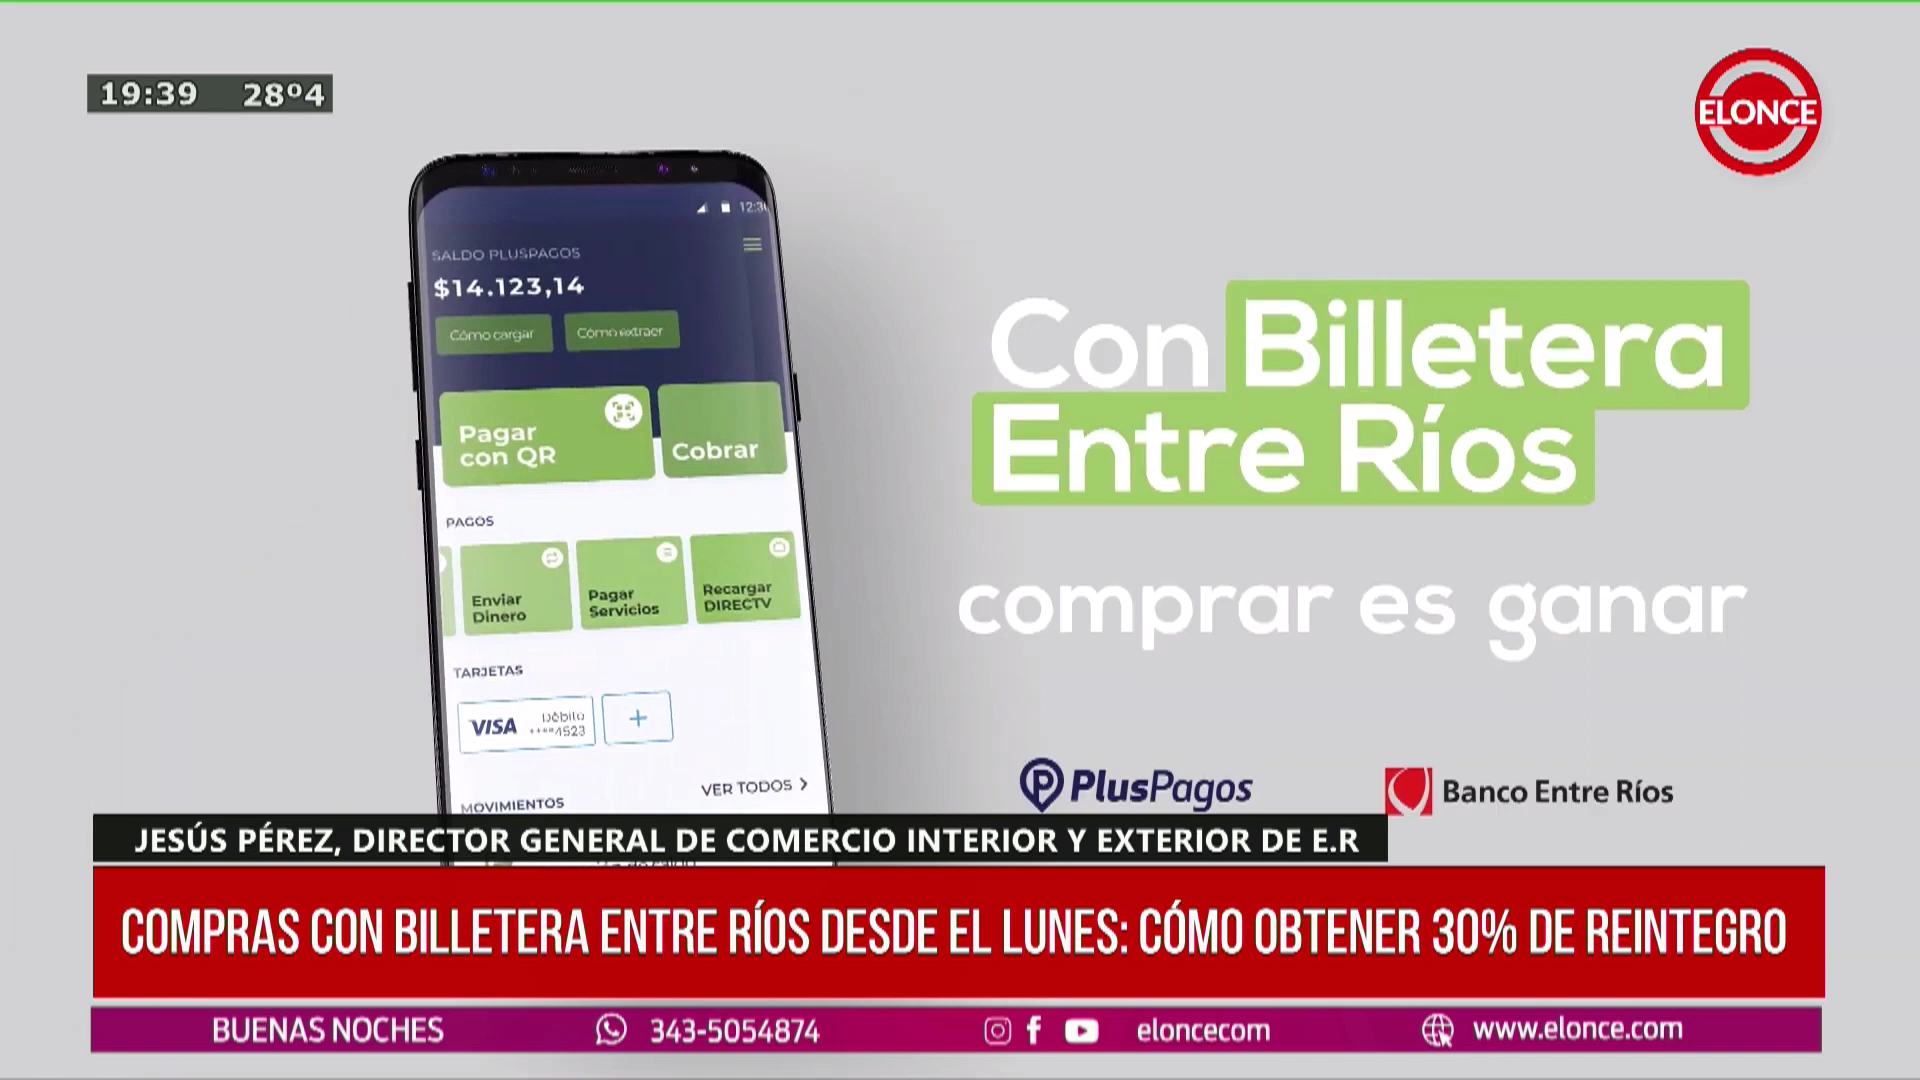 19:39 28º4
ELONCE
12:30
SALDO PLUSPAGOS
$14.123,14
Cómo cargar
Cómo extraer
Pagar
con QR
Cobrar
PAGOS
Enviar
Dinero
Pagar
Servicios
Recargar
DIRECTV
TARJETAS
VISA
Débito
****4523
+
VER TODOS
MOVIMIENTOS
Con Billetera
Entre Ríos
comprar es ganar
PlusPagos
Banco Entre Ríos
JESÚS PÉREZ, DIRECTOR GENERAL DE COMERCIO INTERIOR Y EXTERIOR DE E.R
COMPRAS CON BILLETERA ENTRE RÍOS DESDE EL LUNES: CÓMO OBTENER 30% DE REINTEGRO
BUENAS NOCHES 343-5054874 eloncecom www.elonce.com